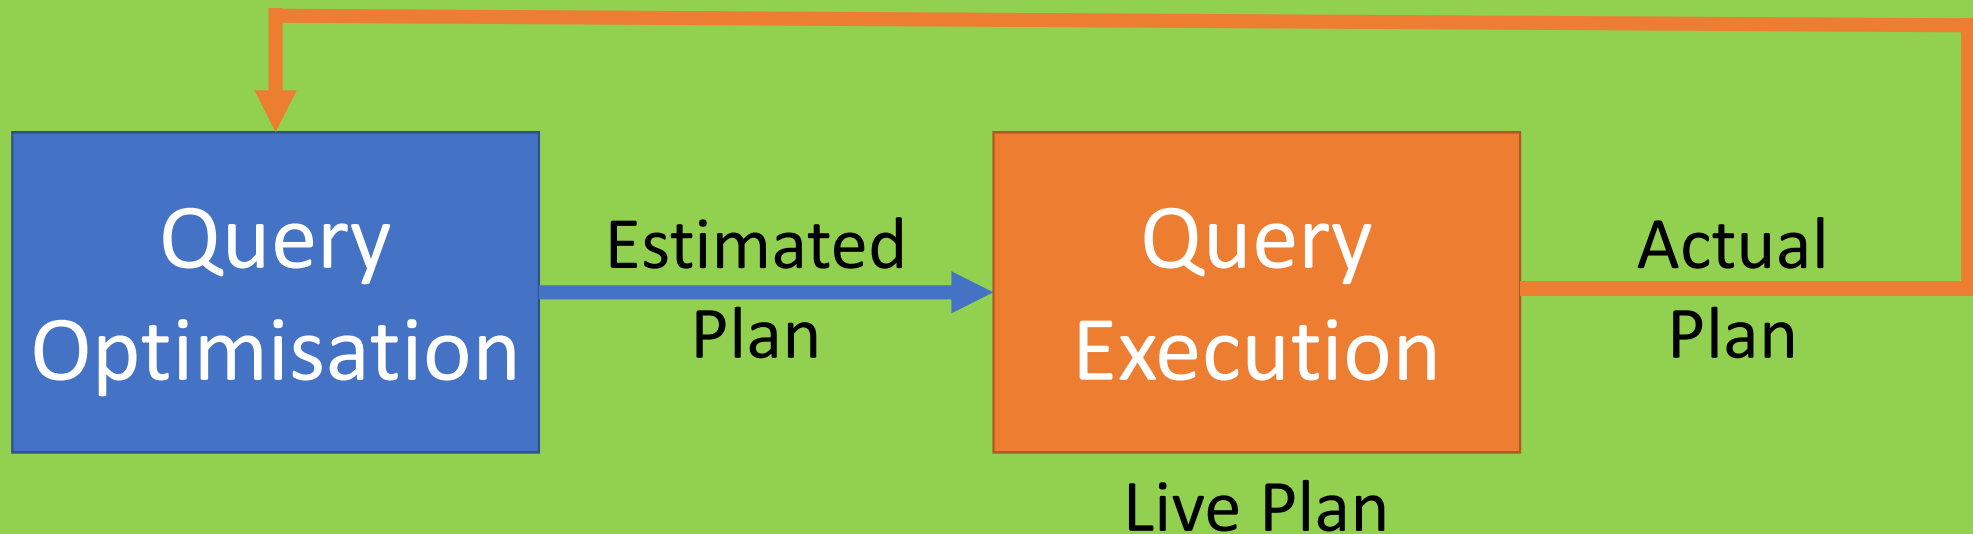 Query
Optimisation
Estimated
Plan
Query
Execution
Actual
Plan
Live Plan